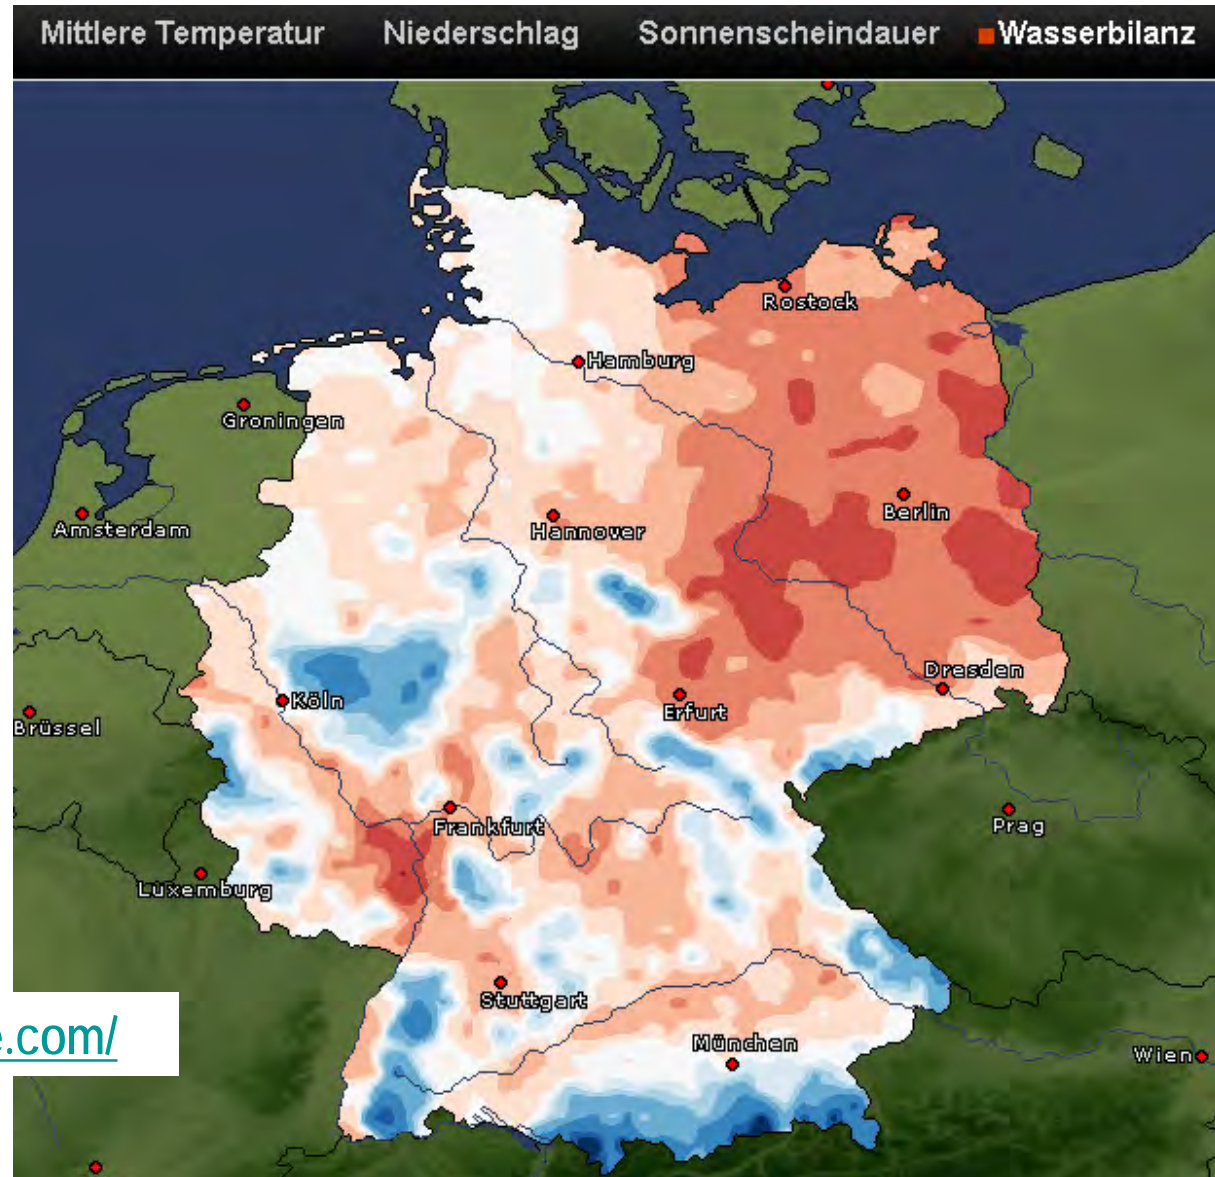 Mittlere Temperatur Niederschlag Sonnenscheindauer Wasserbilanz
Rostock
Hamburg
Groningen
Berlin
Amsterdam
Hannover
Dresden
Köln
Erfurt
Brüssel
Frankfurt
Prag
Luxemburg
Stuttgart
e.com/
München
Wien